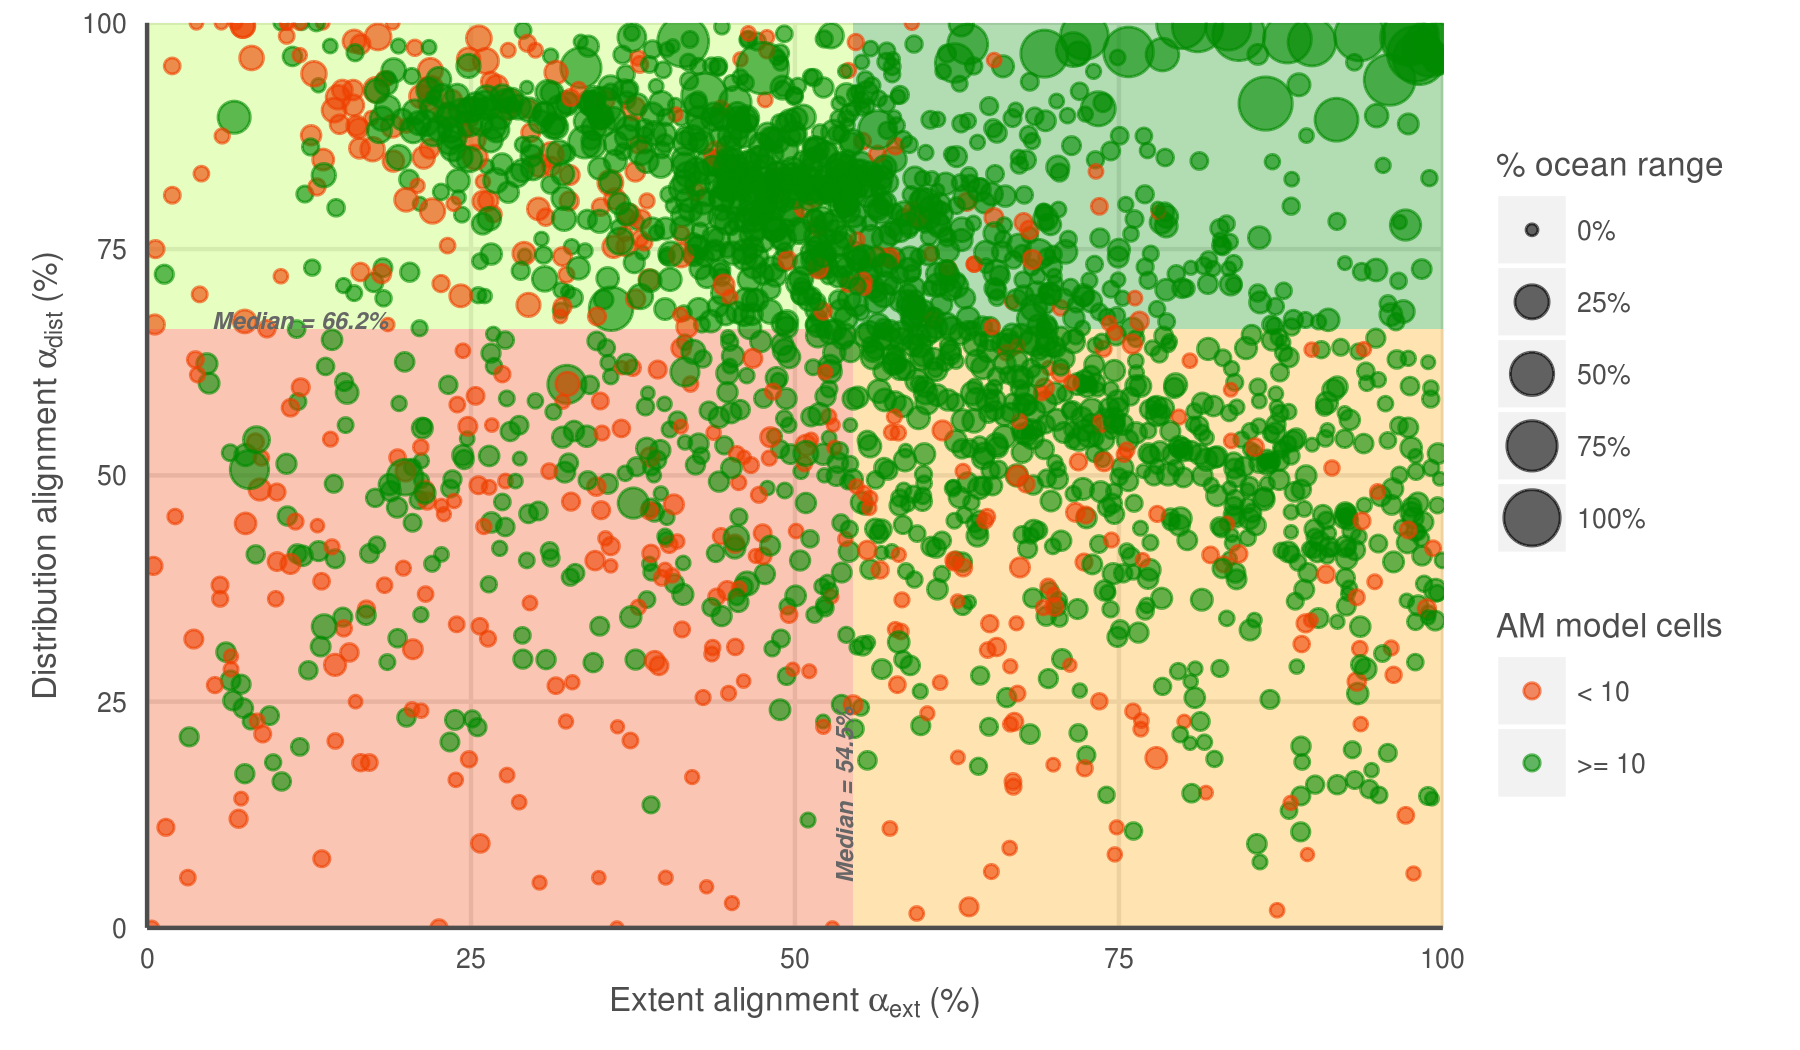 100
75
50
25
0
0
25
50
75
100
Distribution alignment αdist (%)
Extent alignment αext (%)
Median = 66.2%
Median = 54.5%
% ocean range
0%
25%
50%
75%
100%
AM model cells
< 10
>= 10